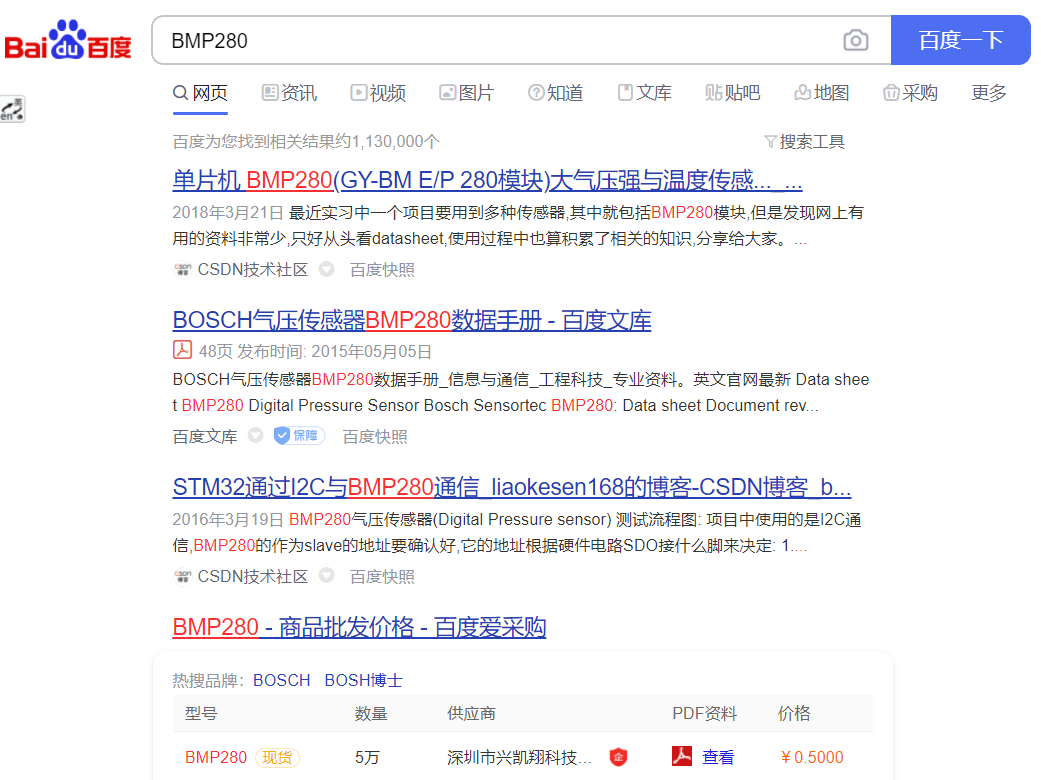 Bai du 百度
BMP280
百度一下
网页 资讯 视频 图片 知道 文库 贴吧 地图 采购 更多
英
en
百度为您找到相关结果约1,130,000个
搜索工具
单片机 BMP280(GY-BM E/P 280模块)大气压强与温度传感..._...
2018年3月21日 最近实习中一个项目要用到多种传感器,其中就包括BMP280模块,但是发现网上有
用的资料非常少,只好从头看datasheet,使用过程中也算积累了相关的知识,分享给大家。...
CSDN技术社区 百度快照
BOSCH气压传感器BMP280数据手册 - 百度文库
48页 发布时间: 2015年05月05日
BOSCH气压传感器BMP280数据手册_信息与通信_工程科技_专业资料。英文官网最新 Data shee
t BMP280 Digital Pressure Sensor Bosch Sensortec BMP280: Data sheet Document rev...
百度文库 保障 百度快照
STM32通过I2C与BMP280通信_liaokesen168的博客-CSDN博客_b...
2016年3月19日 BMP280气压传感器(Digital Pressure sensor) 测试流程图: 项目中使用的是I2C通
信,BMP280的作为slave的地址要确认好,它的地址根据硬件电路SDO接什么脚来决定: 1....
CSDN技术社区 百度快照
BMP280 - 商品批发价格 - 百度爱采购
热搜品牌: BOSCH BOSH博士
型号 数量 供应商 PDF资料 价格
BMP280 现货 5万 深圳市兴凯翔科技... 企 查看 ￥0.5000